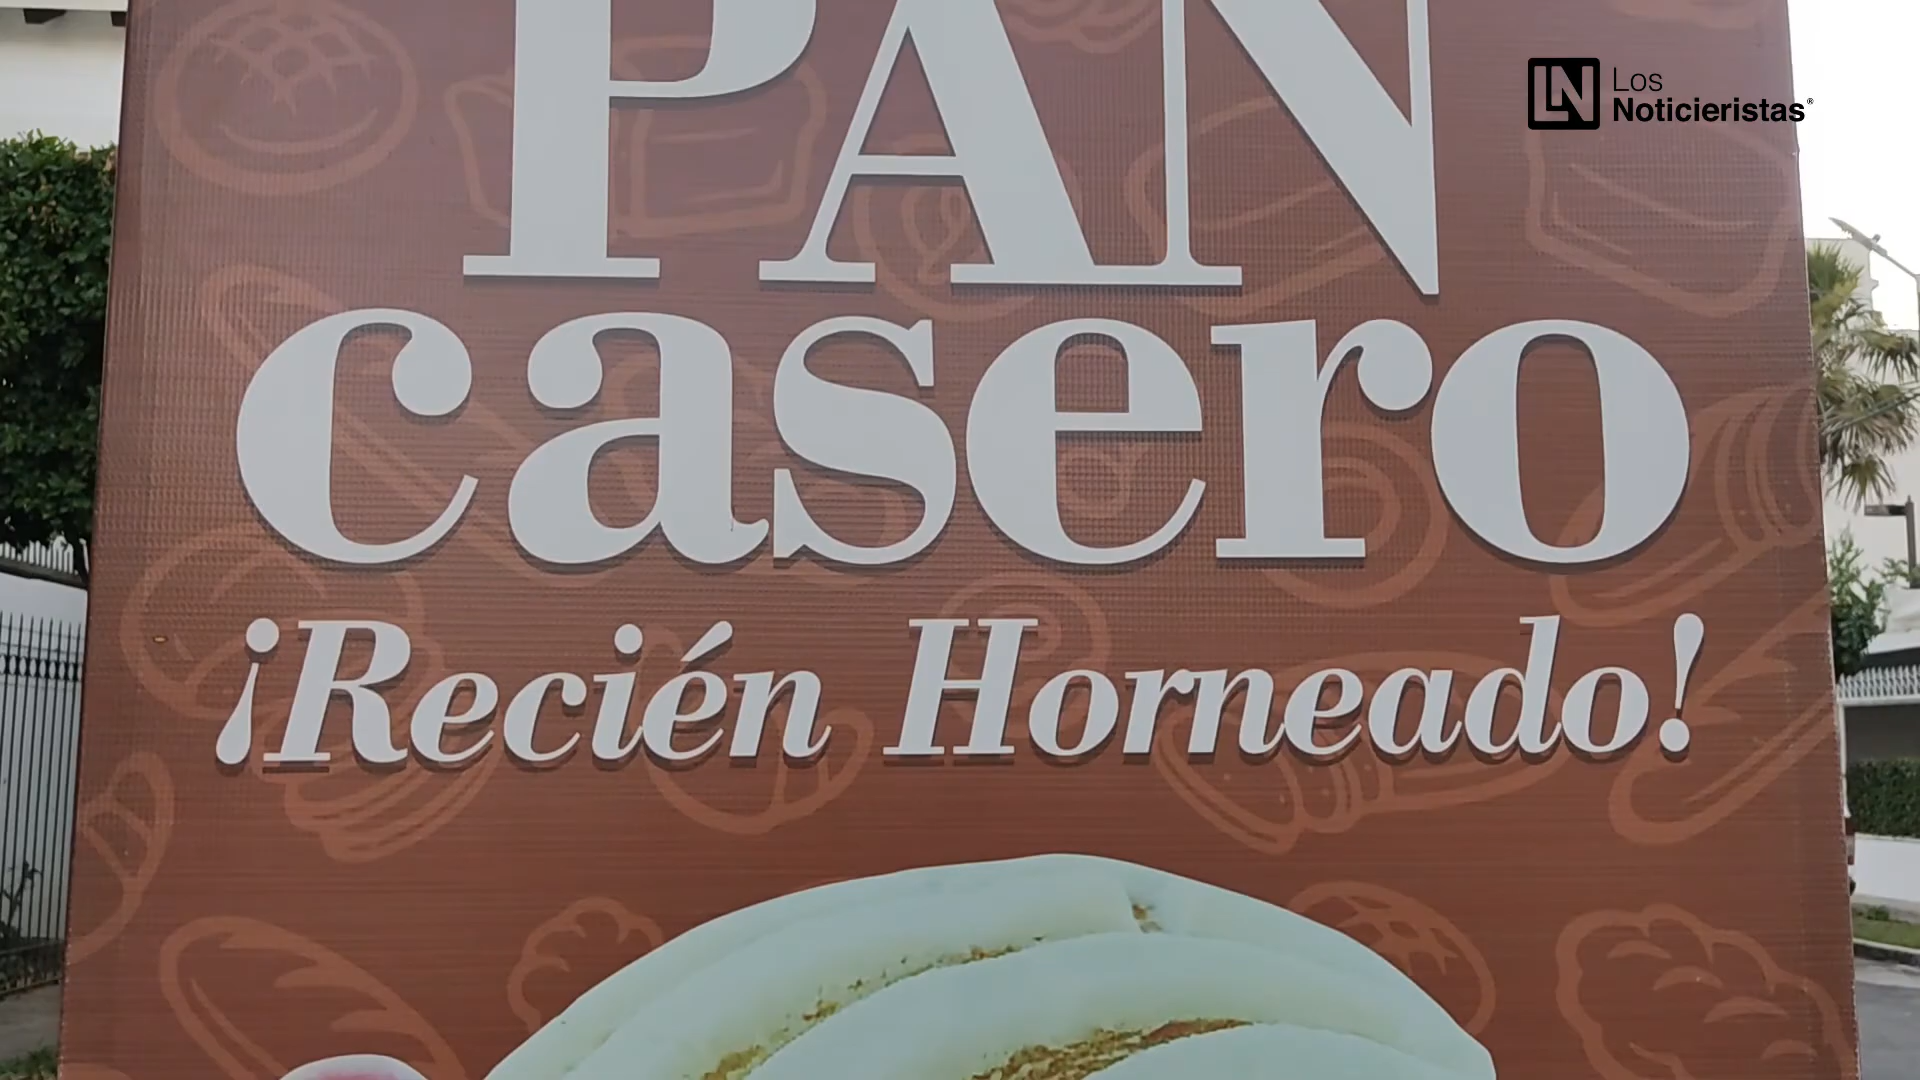 PAN
casero
¡Recién Horneado!
LN Los
Noticieristas®